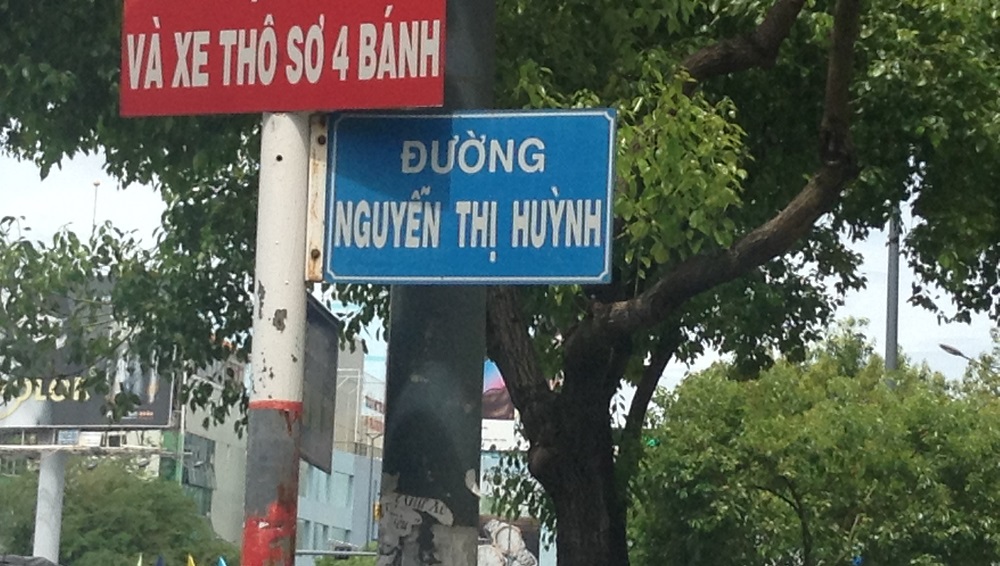 VÀ XE THÔ SƠ 4 BÁNH
ĐƯỜNG
NGUYỄN THỊ HUỲNH